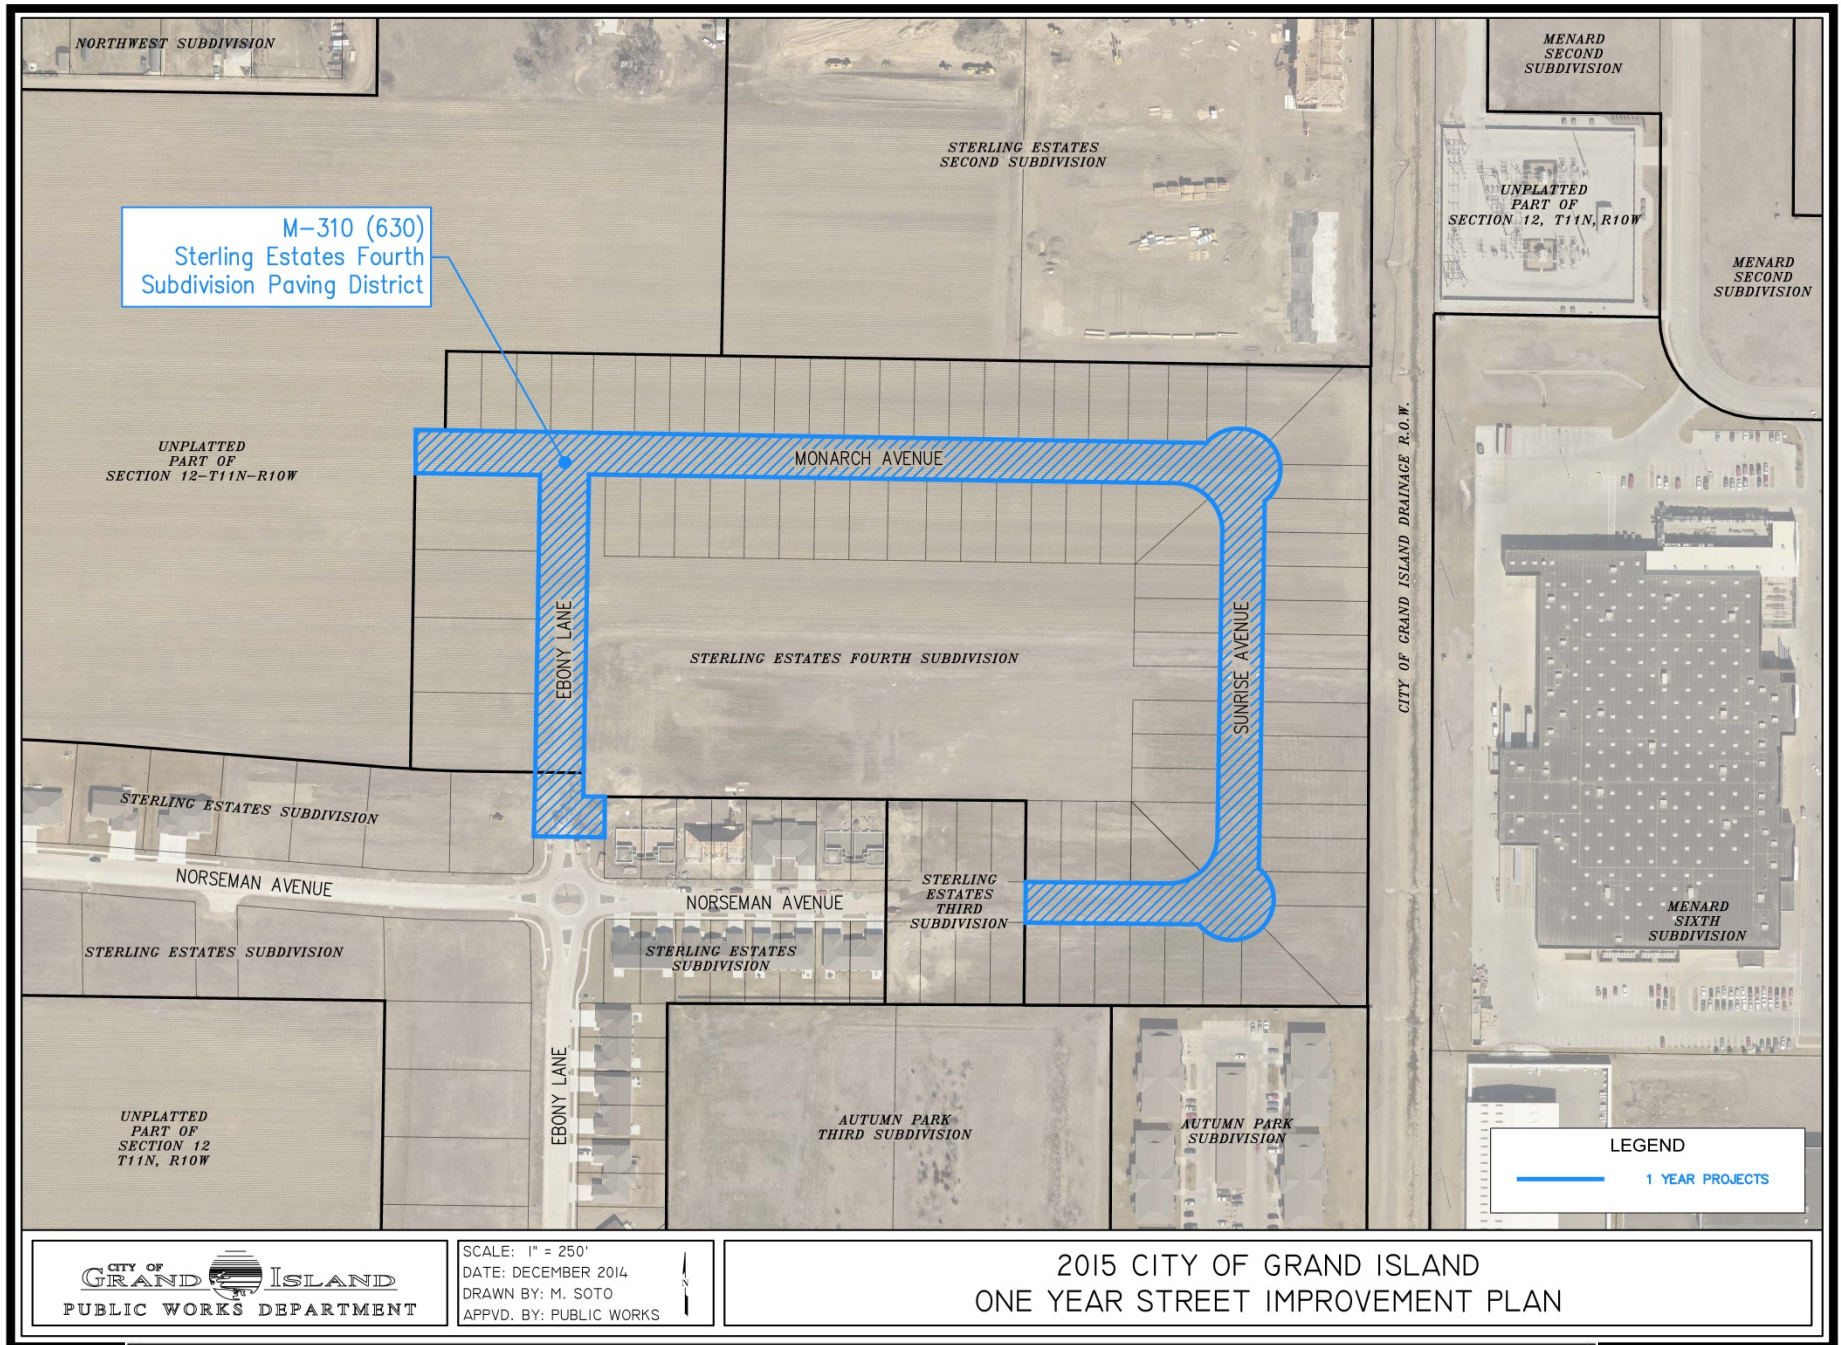 NORTHWEST SUBDIVISION
MENARD
SECOND
SUBDIVISION
STERLING ESTATES
SECOND SUBDIVISION
UNPLATTED
PART OF
SECTION 12, T11N, R10W
MENARD
SECOND
SUBDIVISION
M-310 (630)
Sterling Estates Fourth
Subdivision Paving District
UNPLATTED
PART OF
SECTION 12-T11N-R10W
MONARCH AVENUE
CITY OF GRAND ISLAND DRAINAGE R.O.W.
EBONY LANE
STERLING ESTATES FOURTH SUBDIVISION
SUNRISE AVENUE
STERLING ESTATES SUBDIVISION
NORSEMAN AVENUE
NORSEMAN AVENUE
STERLING
ESTATES
THIRD
SUBDIVISION
MENARD
SIXTH
SUBDIVISION
STERLING ESTATES SUBDIVISION
STERLING ESTATES
SUBDIVISION
EBONY LANE
UNPLATTED
PART OF
SECTION 12
T11N, R10W
AUTUMN PARK
THIRD SUBDIVISION
AUTUMN PARK
SUBDIVISION
LEGEND
1 YEAR PROJECTS
CITY OF
GRAND ISLAND
PUBLIC WORKS DEPARTMENT
SCALE: 1" = 250'
DATE: DECEMBER 2014
DRAWN BY: M. SOTO
APPVD. BY: PUBLIC WORKS
N
2015 CITY OF GRAND ISLAND
ONE YEAR STREET IMPROVEMENT PLAN